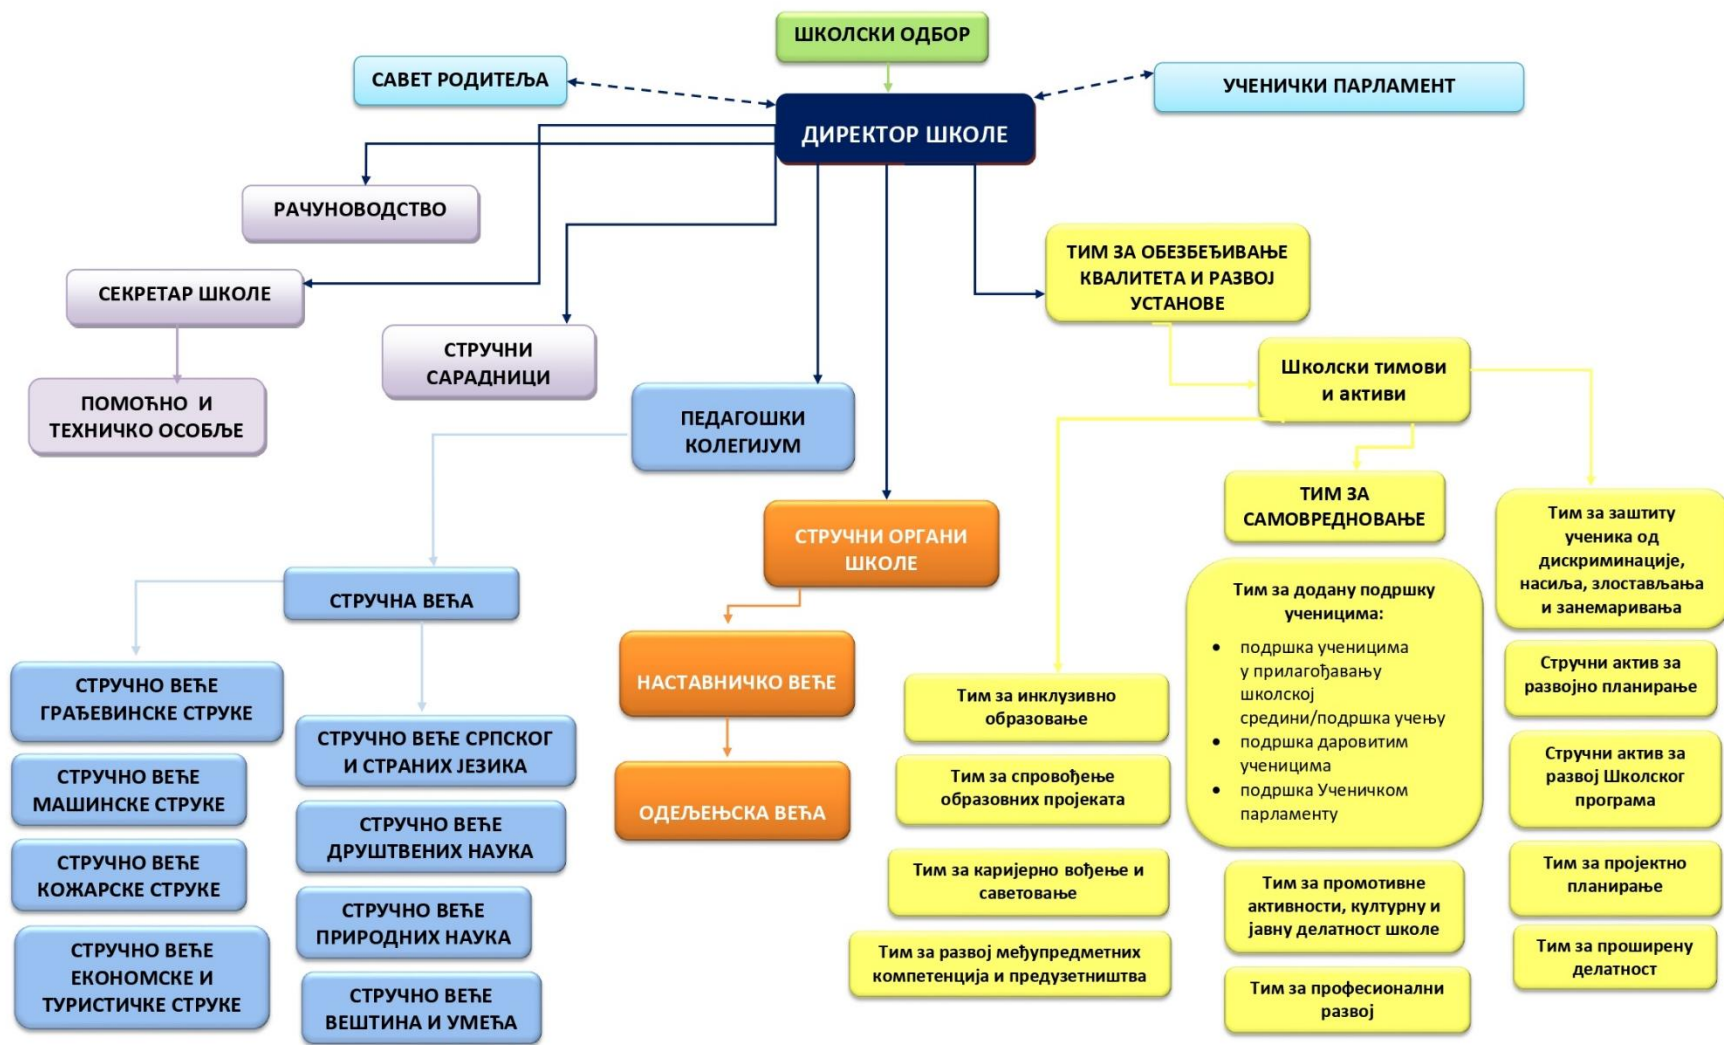 ШКОЛСКИ ОДБОР
САВЕТ РОДИТЕЉА
УЧЕНИЧКИ ПАРЛАМЕНТ
ДИРЕКТОР ШКОЛЕ
РАЧУНОВОДСТВО
СЕКРЕТАР ШКОЛЕ
ПОМОЋНО И
ТЕХНИЧКО ОСОБЉЕ
СТРУЧНИ
САРАДНИЦИ
ПЕДАГОШКИ
КОЛЕГИЈУМ
СТРУЧНИ ОРГАНИ
ШКОЛЕ
НАСТАВНИЧКО ВЕЋЕ
ОДЕЉЕЊСКА ВЕЋА
СТРУЧНА ВЕЋА
СТРУЧНО ВЕЋЕ
ГРАЂЕВИНСКЕ СТРУКЕ
СТРУЧНО ВЕЋЕ
МАШИНСКЕ СТРУКЕ
СТРУЧНО ВЕЋЕ
КОЖАРСКЕ СТРУКЕ
СТРУЧНО ВЕЋЕ
ЕКОНОМСКЕ И
ТУРИСТИЧКЕ СТРУКЕ
СТРУЧНО ВЕЋЕ СРПСКОГ
И СТРАНИХ ЈЕЗИКА
СТРУЧНО ВЕЋЕ
ДРУШТВЕНИХ НАУКА
СТРУЧНО ВЕЋЕ
ПРИРОДНИХ НАУКА
СТРУЧНО ВЕЋЕ
ВЕШТИНА И УМЕЋА
ТИМ ЗА ОБЕЗБЕЂИВАЊЕ
КВАЛИТЕТА И РАЗВОЈ
УСТАНОВЕ
Школски тимови
и активи
Тим за инклузивно
образовање
Тим за спровођење
образовних пројеката
Тим за каријерно вођење и
саветовање
Тим за развој међупредметних
компетенција и предузетништва
ТИМ ЗА
САМОВРЕДНОВАЊЕ
Тим за додану подршку
ученицима:
• подршка ученицима
у прилагођавању
школској
средини/подршка учењу
• подршка даровитим
ученицима
• подршка Ученичком
парламенту
Тим за промотивне
активности, културну и
јавну делатност школе
Тим за професионални
развој
Тим за заштиту
ученика од
дискриминације,
насиља, злостављања
и занемаривања
Стручни актив за
развојно планирање
Стручни актив за
развој Школског
програма
Тим за пројектно
планирање
Тим за проширену
делатност